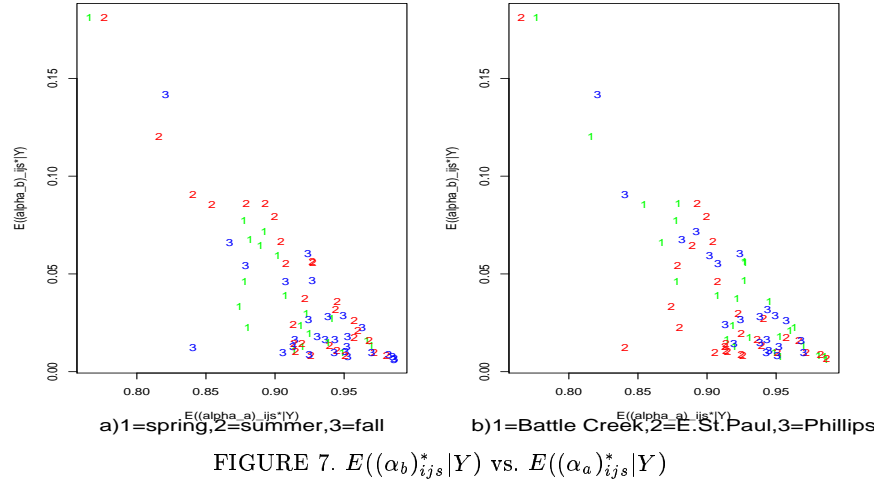 0.15
0.10
0.05
0.00
E((alpha_b)_ijs*|Y)
0.80 0.85 0.90 0.95
E((alpha_a)_ijs*|Y)
a)1=spring,2=summer,3=fall
0.15
0.10
0.05
0.00
E((alpha_b)_ijs*|Y)
0.80 0.85 0.90 0.95
E((alpha_a)_ijs*|Y)
b)1=Battle Creek,2=E.St.Paul,3=Phillips
FIGURE 7. $E((\alpha_b)^*_{ijs}|Y)$ vs. $E((\alpha_a)^*_{ijs}|Y)$